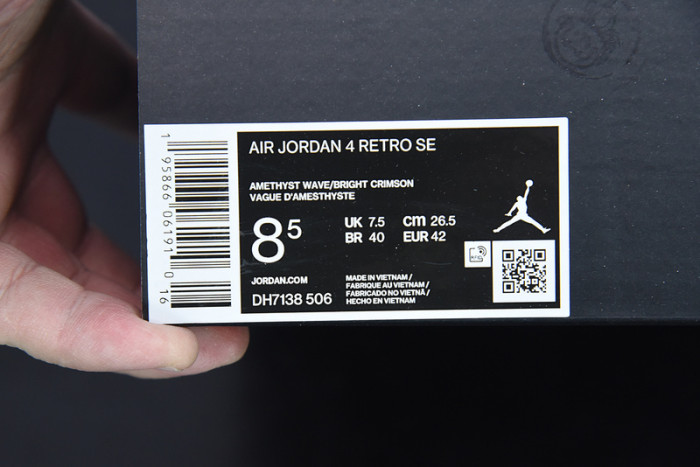 AIR JORDAN 4 RETRO SE
AMETHYST WAVE/BRIGHT CRIMSON
VAGUE D'AMESTHYSTE
8 5
UK 7.5 cm 26.5
BR 40 EUR 42
JORDAN.COM
DH7138 506
MADE IN VIETNAM/
FABRIQUE AU VIETNAM/
FABRICADO NO VIETNÃ/
HECHO EN VIETNAM
1 95866 06191 0 16